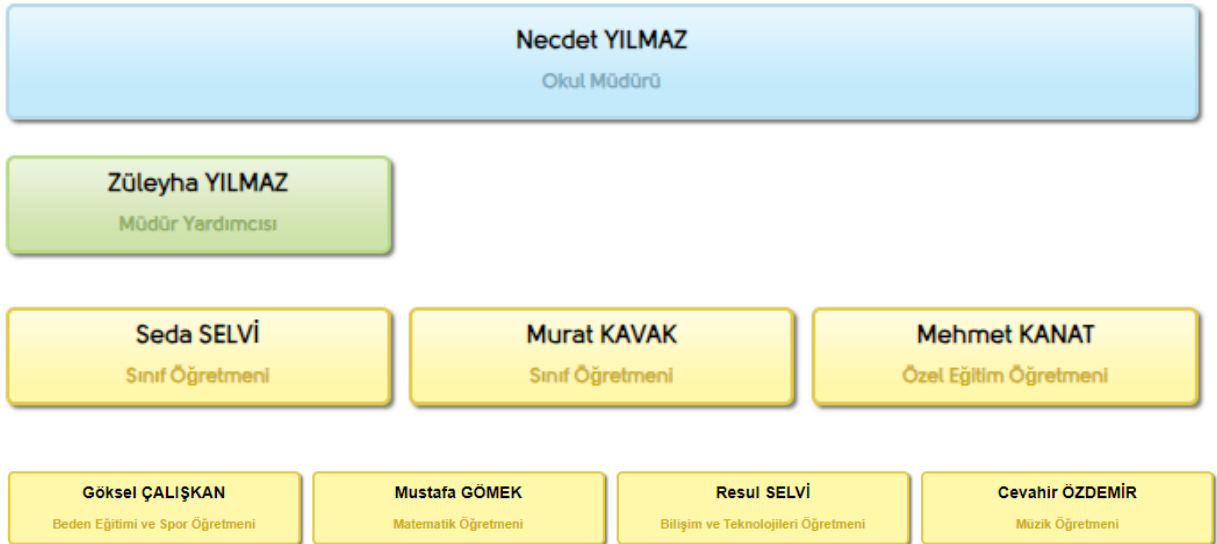 Necdet YILMAZ
Okul Müdürü
Züleyha YILMAZ
Müdür Yardımcısı
Seda SELVİ
Sınıf Öğretmeni
Murat KAVAK
Sınıf Öğretmeni
Mehmet KANAT
Özel Eğitim Öğretmeni
Göksel ÇALIŞKAN
Beden Eğitimi ve Spor Öğretmeni
Mustafa GÖMEK
Matematik Öğretmeni
Resul SELVİ
Bilişim ve Teknolojileri Öğretmeni
Cevahir ÖZDEMİR
Müzik Öğretmeni